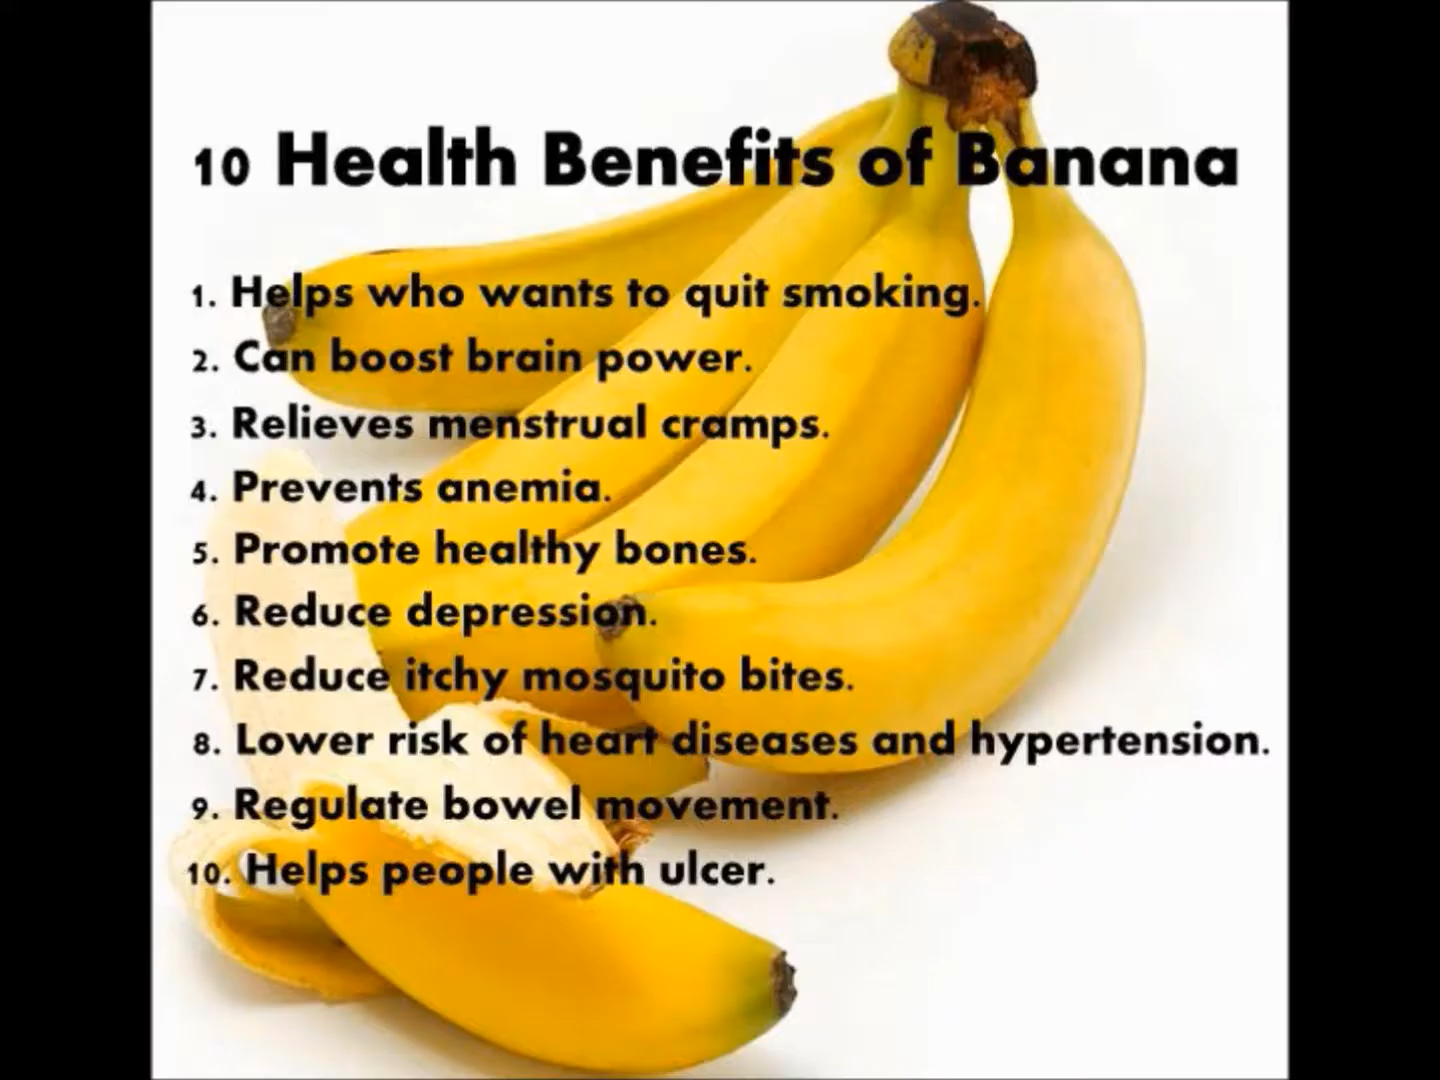 10 Health Benefits of Banana
1. Helps who wants to quit smoking.
2. Can boost brain power.
3. Relieves menstrual cramps.
4. Prevents anemia.
5. Promote healthy bones.
6. Reduce depression.
7. Reduce itchy mosquito bites.
8. Lower risk of heart diseases and hypertension.
9. Regulate bowel movement.
10. Helps people with ulcer.